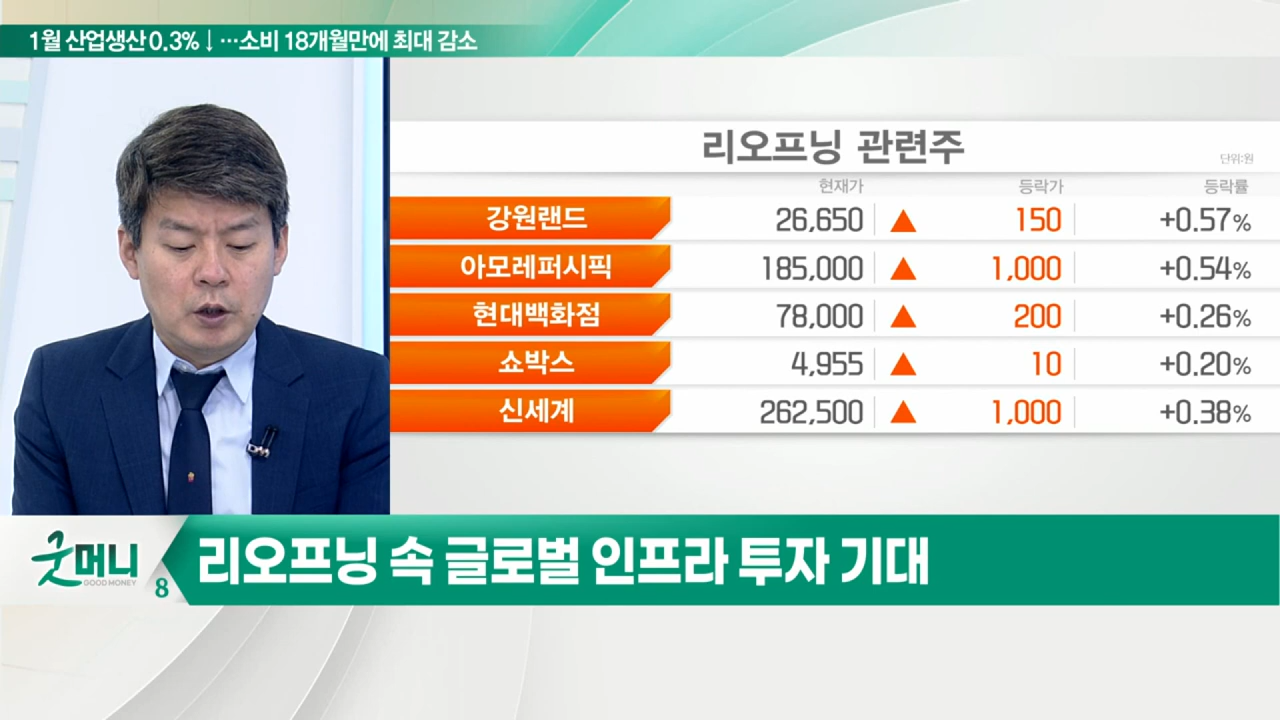 1월 산업생산 0.3%↓…소비 18개월만에 최대 감소
리오프닝 관련주
단위:원
현재가 등락가 등락률
강원랜드 26,650 ▲ 150 +0.57%
아모레퍼시픽 185,000 ▲ 1,000 +0.54%
현대백화점 78,000 ▲ 200 +0.26%
쇼박스 4,955 ▲ 10 +0.20%
신세계 262,500 ▲ 1,000 +0.38%
굿머니
GOOD MONEY
8
리오프닝 속 글로벌 인프라 투자 기대